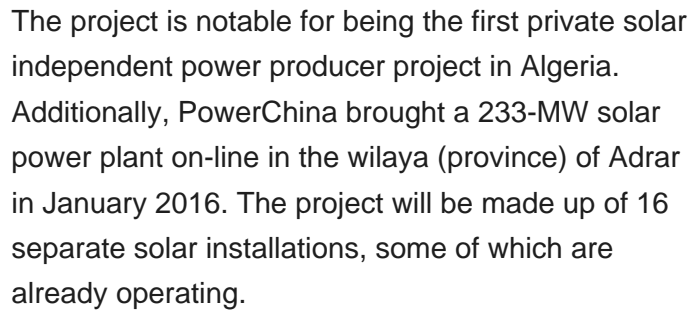 The project is notable for being the first private solar
independent power producer project in Algeria.
Additionally, PowerChina brought a 233-MW solar
power plant on-line in the wilaya (province) of Adrar
in January 2016. The project will be made up of 16
separate solar installations, some of which are
already operating.